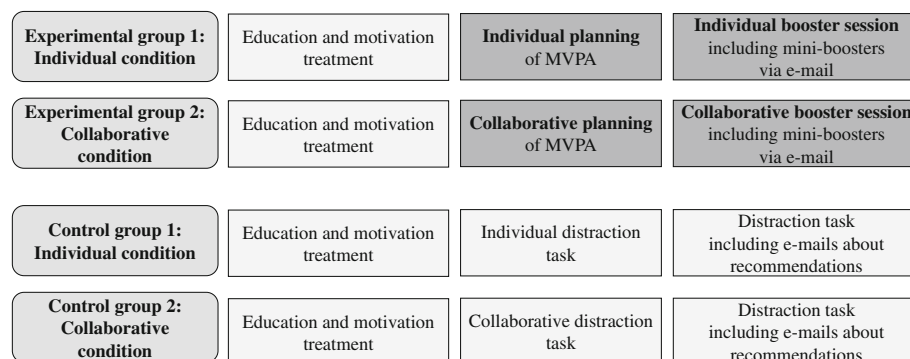 Experimental group 1:
Individual condition
Education and motivation
treatment
Individual planning
of MVPA
Individual booster session
including mini-boosters
via e-mail
Experimental group 2:
Collaborative
condition
Education and motivation
treatment
Collaborative planning
of MVPA
Collaborative booster session
including mini-boosters
via e-mail
Control group 1:
Individual condition
Education and motivation
treatment
Individual distraction
task
Distraction task
including e-mails about
recommendations
Control group 2:
Collaborative
condition
Education and motivation
treatment
Collaborative distraction
task
Distraction task
including e-mails about
recommendations